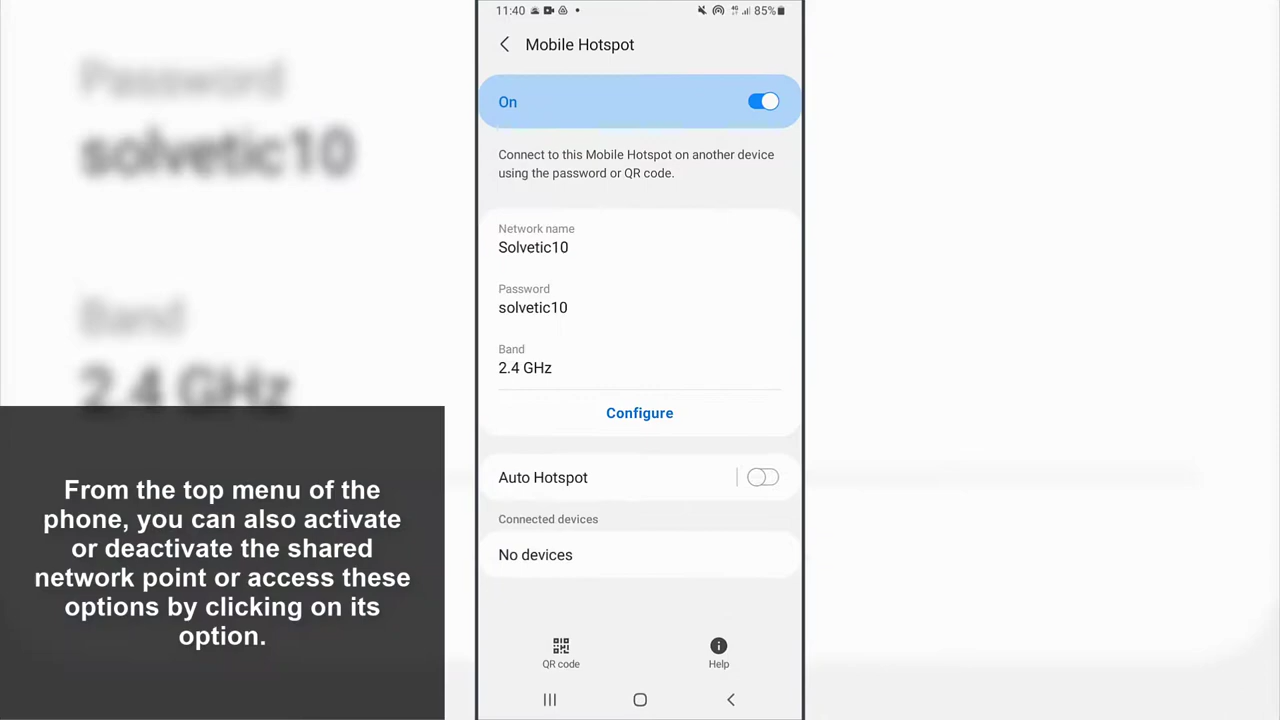 11:40
85%
Mobile Hotspot
On
Connect to this Mobile Hotspot on another device
using the password or QR code.
Network name
Solvetic10
Password
solvetic10
Band
2.4 GHz
Configure
Auto Hotspot
Connected devices
No devices
QR code
Help
Password
solvetic10
Band
2.4 GHz
From the top menu of the
phone, you can also activate
or deactivate the shared
network point or access these
options by clicking on its
option.